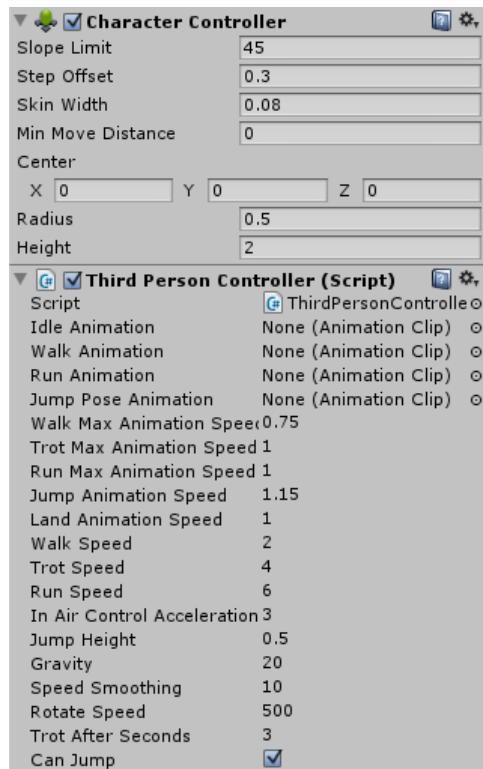 Character Controller
Slope Limit 45
Step Offset 0.3
Skin Width 0.08
Min Move Distance 0
Center
X 0 Y 0 Z 0
Radius 0.5
Height 2
Third Person Controller (Script)
Script ThirdPersonControlle
Idle Animation None (Animation Clip)
Walk Animation None (Animation Clip)
Run Animation None (Animation Clip)
Jump Pose Animation None (Animation Clip)
Walk Max Animation Spee 0.75
Trot Max Animation Speed 1
Run Max Animation Speed 1
Jump Animation Speed 1.15
Land Animation Speed 1
Walk Speed 2
Trot Speed 4
Run Speed 6
In Air Control Acceleration 3
Jump Height 0.5
Gravity 20
Speed Smoothing 10
Rotate Speed 500
Trot After Seconds 3
Can Jump